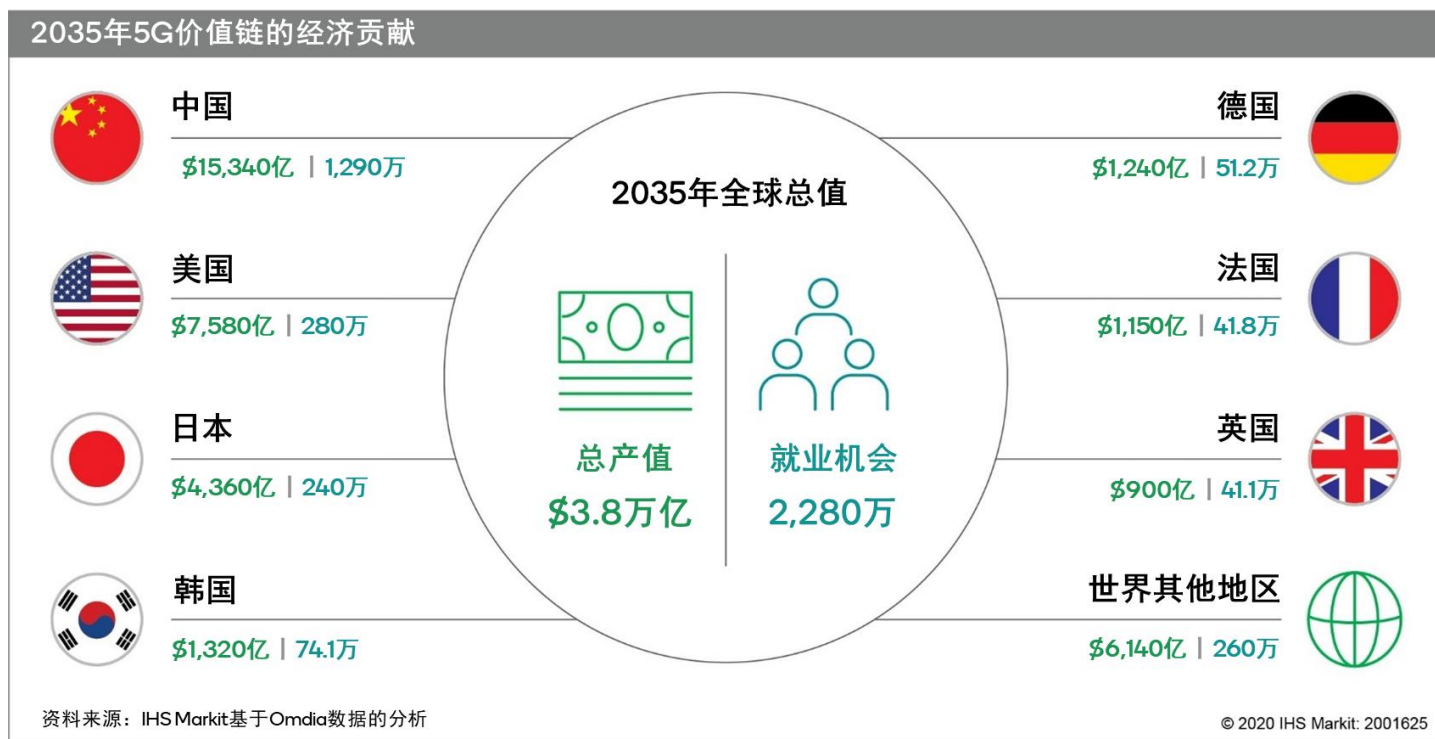 2035年5G价值链的经济贡献
中国
$15,340亿 | 1,290万
美国
$7,580亿 | 280万
日本
$4,360亿 | 240万
韩国
$1,320亿 | 74.1万
2035年全球总值
总产值
$3.8万亿
就业机会
2,280万
德国
$1,240亿 | 51.2万
法国
$1,150亿 | 41.8万
英国
$900亿 | 41.1万
世界其他地区
$6,140亿 | 260万
资料来源：IHS Markit基于Omdia数据的分析
© 2020 IHS Markit: 2001625